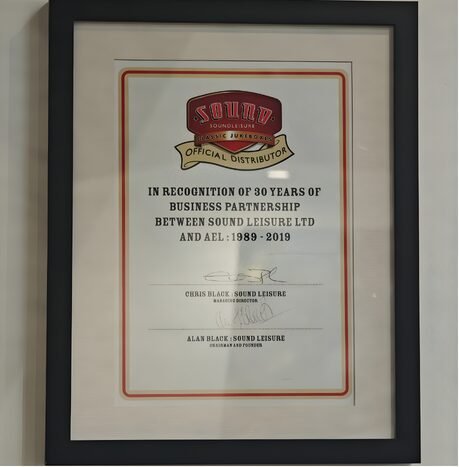 SOUND
SOUNDLEISURE
CLASSIC JUKEBOXES
OFFICIAL DISTRIBUTOR
IN RECOGNITION OF 30 YEARS OF
BUSINESS PARTNERSHIP
BETWEEN SOUND LEISURE LTD
AND AEL : 1989 - 2019
CHRIS BLACK : SOUND LEISURE
MANAGING DIRECTOR
ALAN BLACK : SOUND LEISURE
CHAIRMAN AND FOUNDER